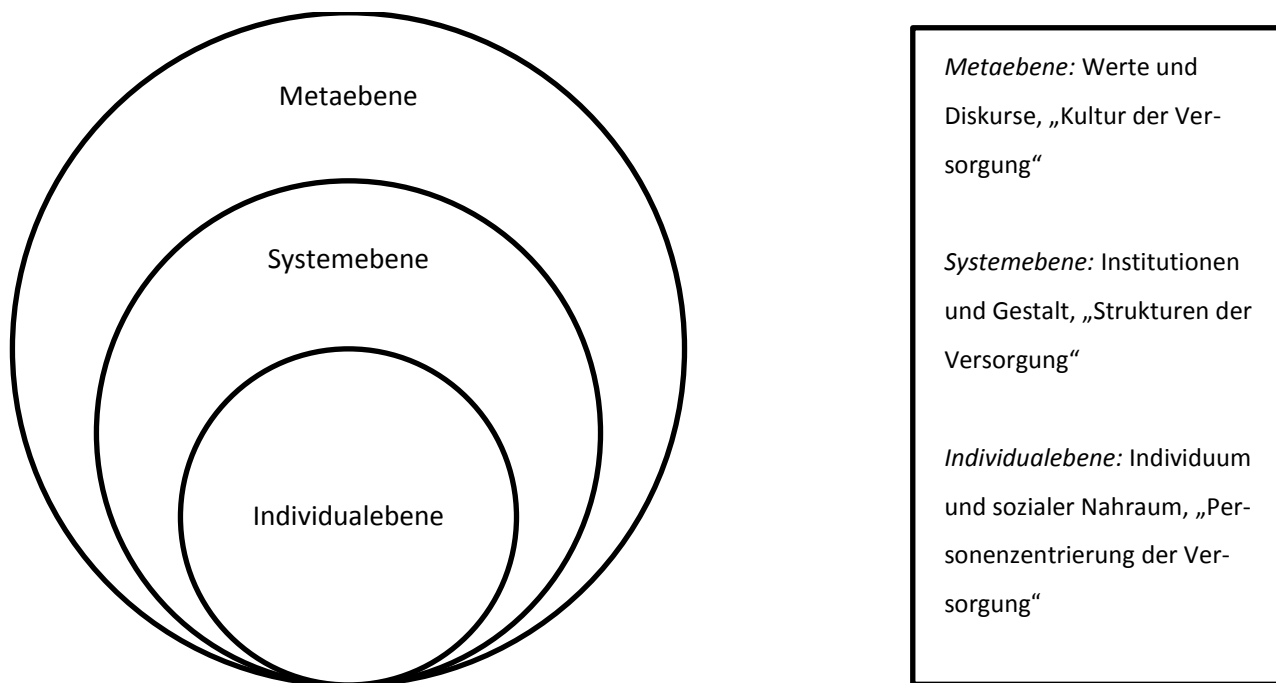 Metaebene
Systemebene
Individualebene
Metaebene: Werte und
Diskurse, „Kultur der Ver-
sorgung“
Systemebene: Institutionen
und Gestalt, „Strukturen der
Versorgung“
Individualebene: Individuum
und sozialer Nahraum, „Per-
sonenzentrierung der Ver-
sorgung“